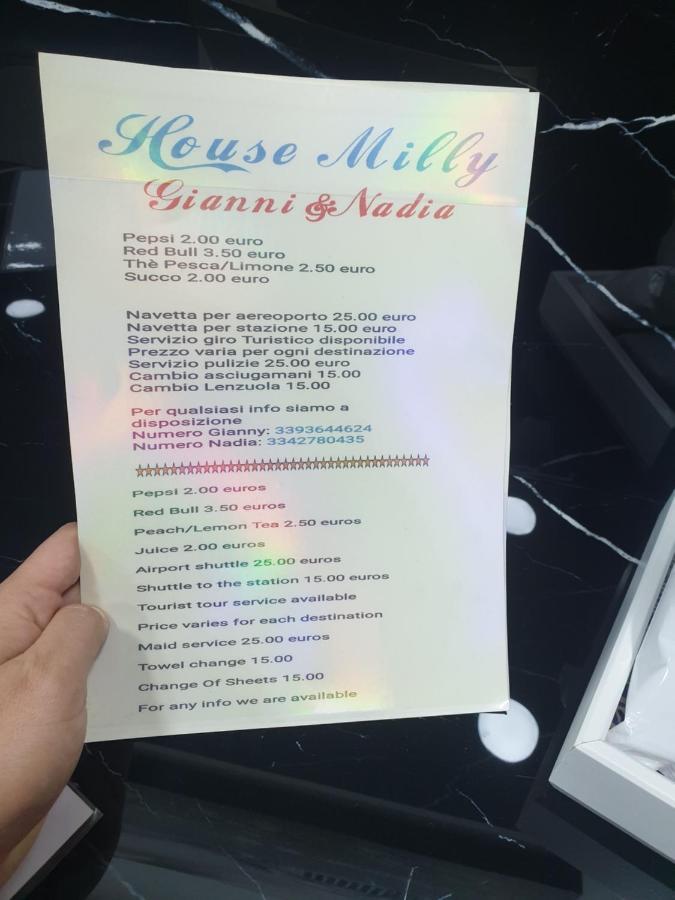 House Milly
Gianni & Nadia
Pepsi 2.00 euro
Red Bull 3.50 euro
Thè Pesca/Limone 2.50 euro
Succo 2.00 euro
Navetta per aereoporto 25.00 euro
Navetta per stazione 15.00 euro
Servizio giro Turistico disponibile
Prezzo varia per ogni destinazione
Servizio pulizie 25.00 euro
Cambio asciugamani 15.00
Cambio Lenzuola 15.00
Per qualsiasi info siamo a
disposizione
Numero Gianny: 3393644624
Numero Nadia: 3342780435
Pepsi 2.00 euros
Red Bull 3.50 euros
Peach/Lemon Tea 2.50 euros
Juice 2.00 euros
Airport shuttle 25.00 euros
Shuttle to the station 15.00 euros
Tourist tour service available
Price varies for each destination
Maid service 25.00 euros
Towel change 15.00
Change Of Sheets 15.00
For any info we are available